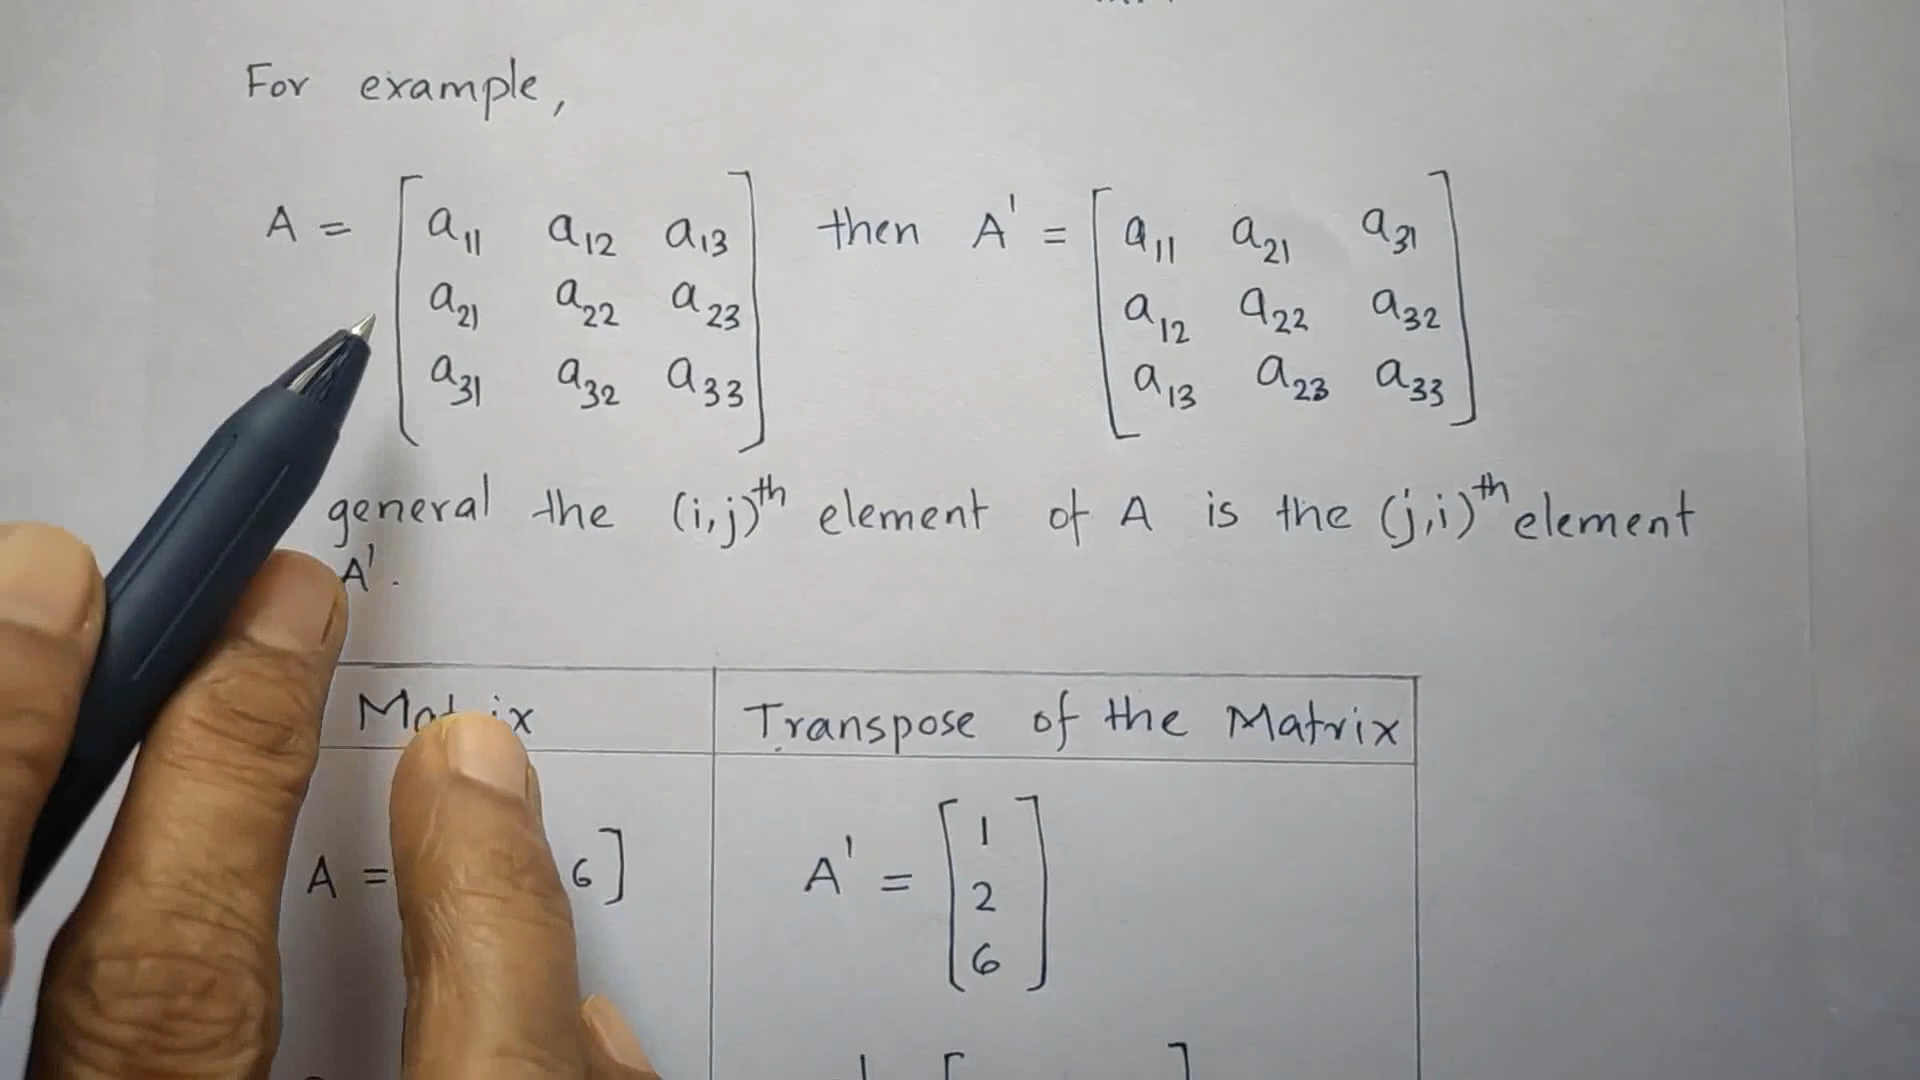 For example,
A = [ a11 a12 a13 ] then A' = [ a11 a21 a31 ]
a21 a22 a23 a12 a22 a32
a31 a32 a33 a13 a23 a33
general the (i,j)th element of A is the (j,i)th element
A'.
Matrix Transpose of the Matrix
A = 6] A' = [ 1
2
6 ]